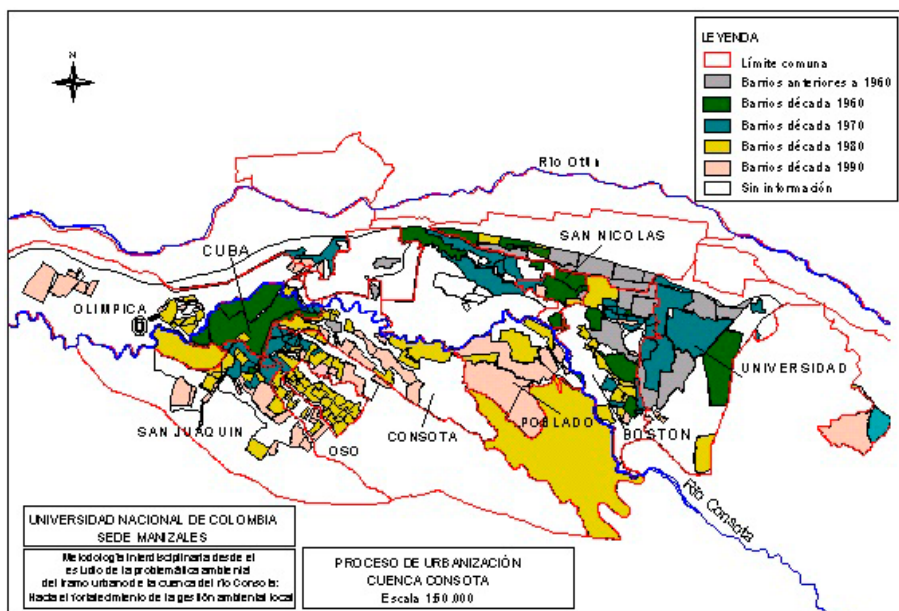 N
LEYENDA
Límite comuna
Barrios anteriores a 1960
Barrios década 1960
Barrios década 1970
Barrios década 1980
Barrios década 1990
Sin información
Río Otún
SAN NICOLAS
CUBA
OLIMPICA
UNIVERSIDAD
POBLADO
BOSTON
CONSOTA
SAN JUAQUIN
OSO
Río Consota
UNIVERSIDAD NACIONAL DE COLOMBIA
SEDE MANIZALES
Metodología interdisciplinaria desde el
estudio de la problemática ambiental
del tramo urbano de la cuenca del río Consota:
Hacia el fortalecimiento de la gestión ambiental local
PROCESO DE URBANIZACIÓN
CUENCA CONSOTA
Escala 1:50.000